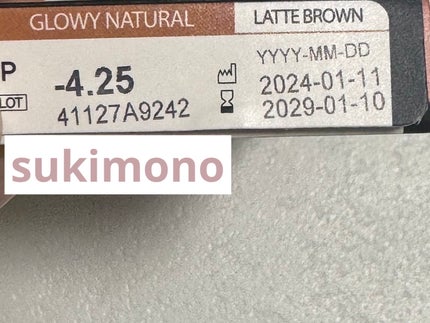 GLOWY NATURAL
LATTE BROWN
P
-4.25
YYYY-MM-DD
2024-01-11
LOT
41127A9242
2029-01-10
sukimono